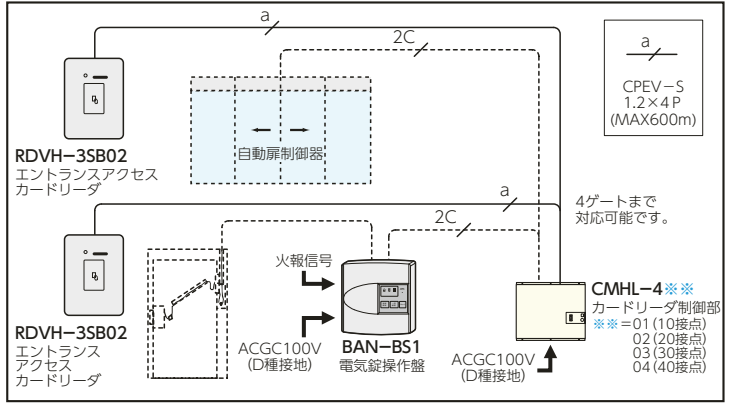 a
2C
a
CPEV−S
1.2×4P
(MAX600m)
自動扉制御器
RDVH−3SB02
エントランスアクセス
カードリーダ
a
2C
4ゲートまで
対応可能です。
火報信号
RDVH−3SB02
エントランス
アクセス
カードリーダ
ACGC100V
(D種接地)
BAN−BS1
電気錠操作盤
ACGC100V
(D種接地)
CMHL−4※※
カードリーダ制御部
※※=01(10接点)
02(20接点)
03(30接点)
04(40接点)